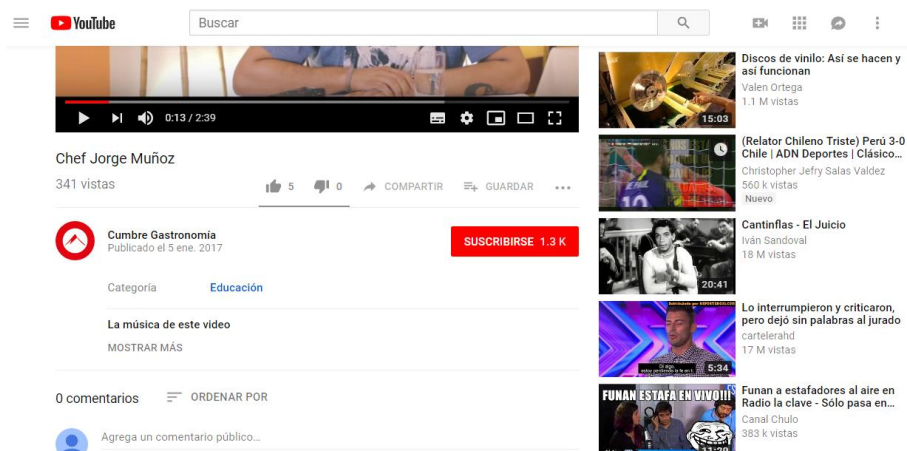 YouTube
Buscar
0:13 / 2:39
Chef Jorge Muñoz
341 vistas
5
0
COMPARTIR
GUARDAR
Cumbre Gastronomía
Publicado el 5 ene. 2017
SUSCRIBIRSE 1.3 K
Categoría
Educación
La música de este video
MOSTRAR MÁS
0 comentarios
ORDENAR POR
Agrega un comentario público...
15:03
Discos de vinilo: Así se hacen y
así funcionan
Valen Ortega
1.1 M vistas
(Relator Chileno Triste) Perú 3-0
Chile | ADN Deportes | Clásico...
Christopher Jefry Salas Valdez
560 k vistas
Nuevo
20:41
Cantinflas - El Juicio
Iván Sandoval
18 M vistas
5:34
Lo interrumpieron y criticaron,
pero dejó sin palabras al jurado
cartelerahd
17 M vistas
FUNAN ESTAFA EN VIVO!!!
11:20
Funan a estafadores al aire en
Radio la clave - Sólo pasa en...
Canal Chulo
383 k vistas